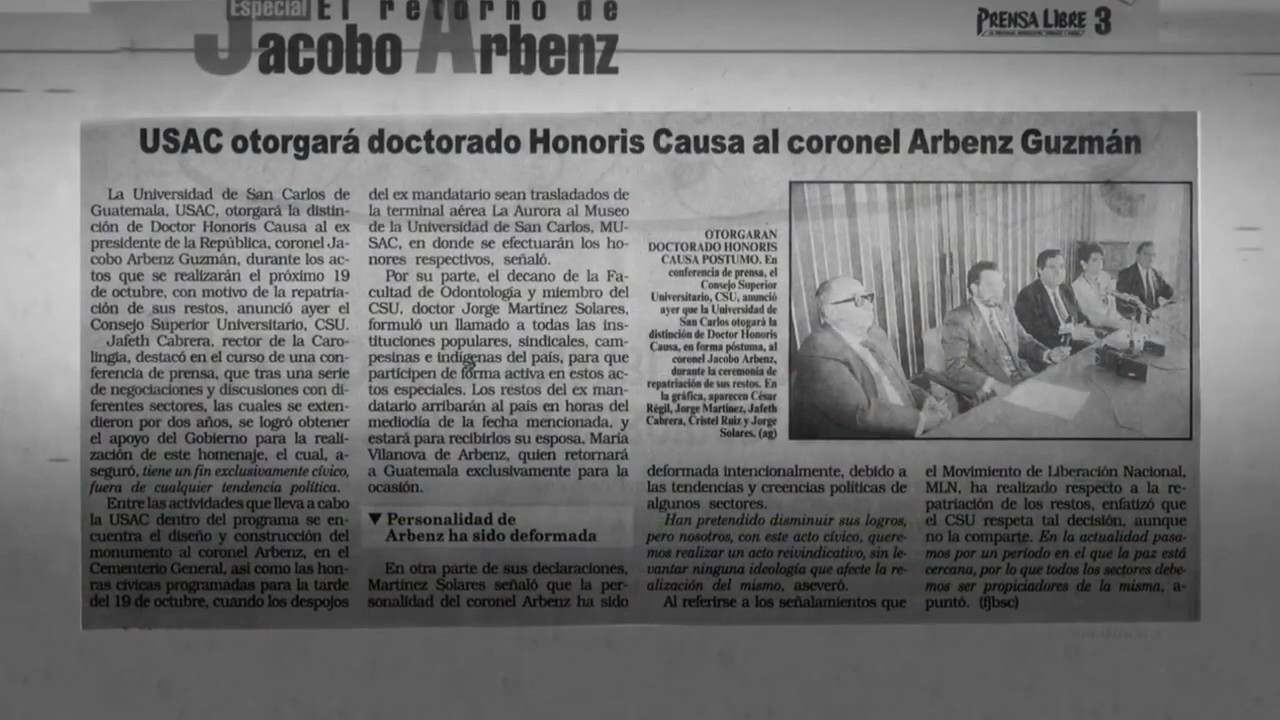 Especial El retorno de
Jacobo Arbenz
PRENSA LIBRE 3
USAC otorgará doctorado Honoris Causa al coronel Arbenz Guzmán
La Universidad de San Carlos de
Guatemala, USAC, otorgará la distin-
ción de Doctor Honoris Causa al ex
presidente de la República, coronel Ja-
cobo Arbenz Guzmán, durante los ac-
tos que se realizarán el próximo 19
de octubre, con motivo de la repatria-
ción de sus restos, anunció ayer el
Consejo Superior Universitario, CSU.
Jafeth Cabrera, rector de la Caro-
lingia, destacó en el curso de una con-
ferencia de prensa, que tras una serie
de negociaciones y discusiones con di-
ferentes sectores, las cuales se exten-
dieron por dos años, se logró obtener
el apoyo del Gobierno para la reali-
zación de este homenaje, el cual, a-
seguró, tiene un fin exclusivamente cívico,
fuera de cualquier tendencia política.
Entre las actividades que lleva a cabo
la USAC dentro del programa se en-
cuentra el diseño y construcción del
monumento al coronel Arbenz, en el
Cementerio General, así como las hon-
ras cívicas programadas para la tarde
del 19 de octubre, cuando los despojos
del ex mandatario sean trasladados de
la terminal aérea La Aurora al Museo
de la Universidad de San Carlos, MU-
SAC, en donde se efectuarán los ho-
nores respectivos, señaló.
Por su parte, el decano de la Fa-
cultad de Odontología y miembro del
CSU, doctor Jorge Martínez Solares,
formuló un llamado a todas las ins-
tituciones populares, sindicales, cam-
pesinas e indígenas del país, para que
participen de forma activa en estos ac-
tos especiales. Los restos del ex man-
datario arribarán al país en horas del
mediodía de la fecha mencionada, y
estará para recibirlos su esposa, María
Vilanova de Arbenz, quien retornará
a Guatemala exclusivamente para la
ocasión.
▼ Personalidad de
Arbenz ha sido deformada
En otra parte de sus declaraciones,
Martínez Solares señaló que la per-
sonalidad del coronel Arbenz ha sido
OTORGARAN
DOCTORADO HONORIS
CAUSA POSTUMO. En
conferencia de prensa, el
Consejo Superior
Universitario, CSU, anunció
ayer que la Universidad de
San Carlos otogará la
distinción de Doctor Honoris
Causa, en forma póstuma, al
coronel Jacobo Arbenz,
durante la ceremonia de
repatriación de sus restos. En
la gráfica, aparecen César
Régil, Jorge Martínez, Jafeth
Cabrera, Cristel Ruiz y Jorge
Solares. (ag)
deformada intencionalmente, debido a
las tendencias y creencias políticas de
algunos sectores.
Han pretendido disminuir sus logros,
pero nosotros, con este acto cívico, quere-
mos realizar un acto reivindicativo, sin le-
vantar ninguna ideología que afecte la re-
alización del mismo, aseveró.
Al referirse a los señalamientos que
el Movimiento de Liberación Nacional,
MLN, ha realizado respecto a la re-
patriación de los restos, enfatizó que
el CSU respeta tal decisión, aunque
no la comparte. En la actualidad pasa-
mos por un período en el que la paz está
cercana, por lo que todos los sectores debe-
mos ser propiciadores de la misma, a-
puntó. (fjbsc)